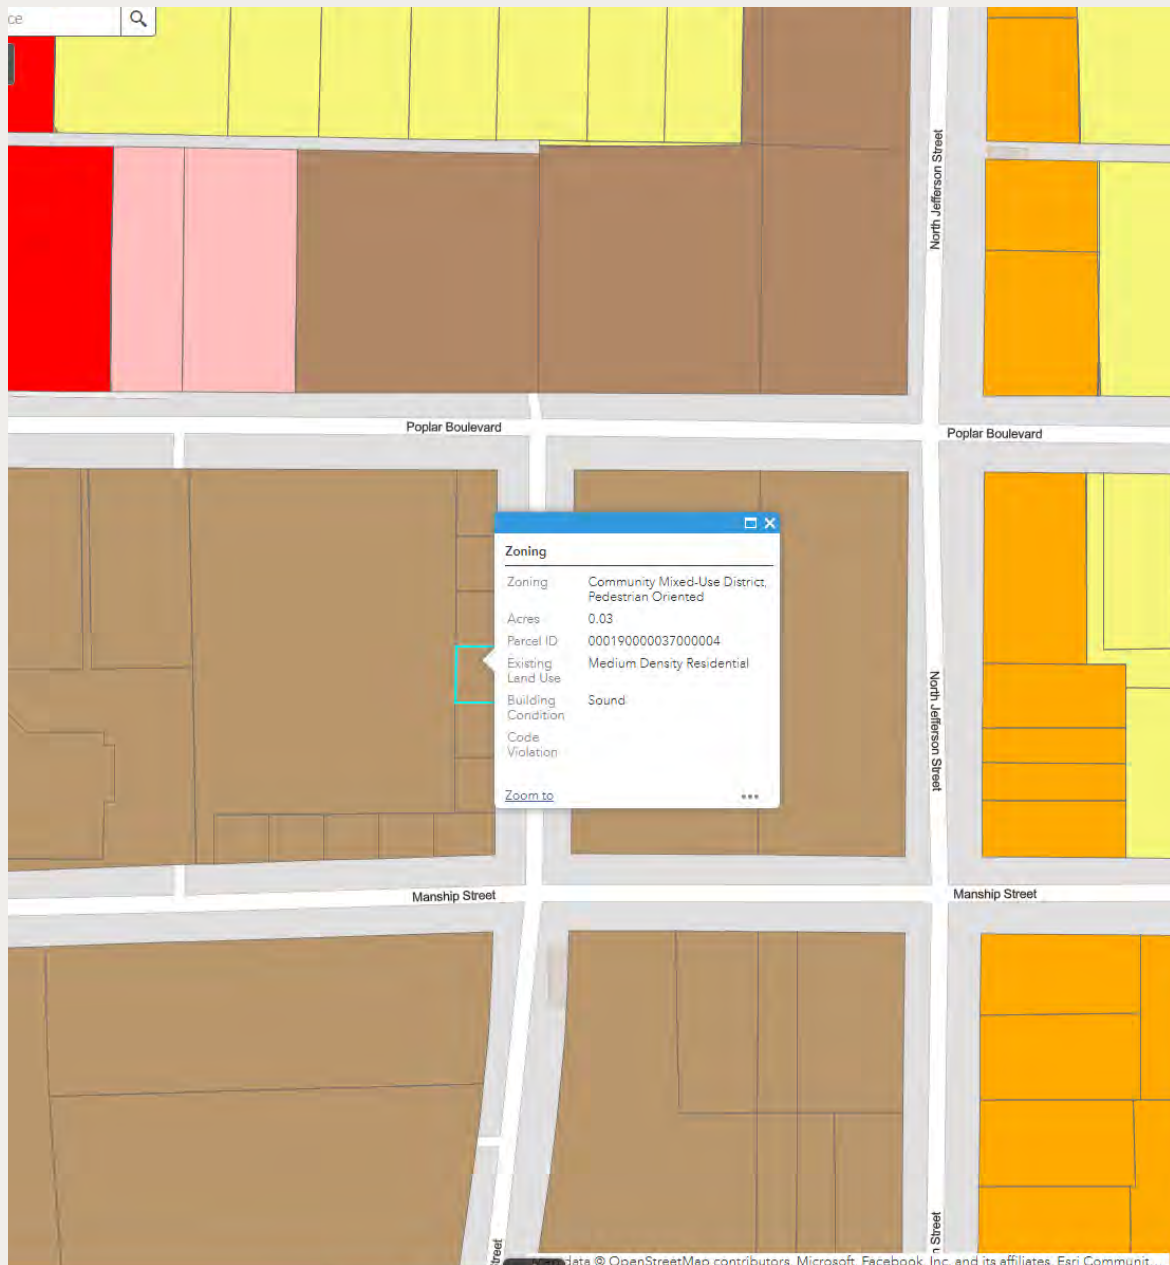 ce
North Jefferson Street
Poplar Boulevard
Poplar Boulevard
Zoning
Zoning Community Mixed-Use District, Pedestrian Oriented
Acres 0.03
Parcel ID 000190000037000004
Existing Land Use Medium Density Residential
Building Condition Sound
Code Violation
Zoom to
North Jefferson Street
Manship Street
Manship Street
n Street
treet
data © OpenStreetMap contributors, Microsoft, Facebook, Inc. and its affiliates, Esri Communit...